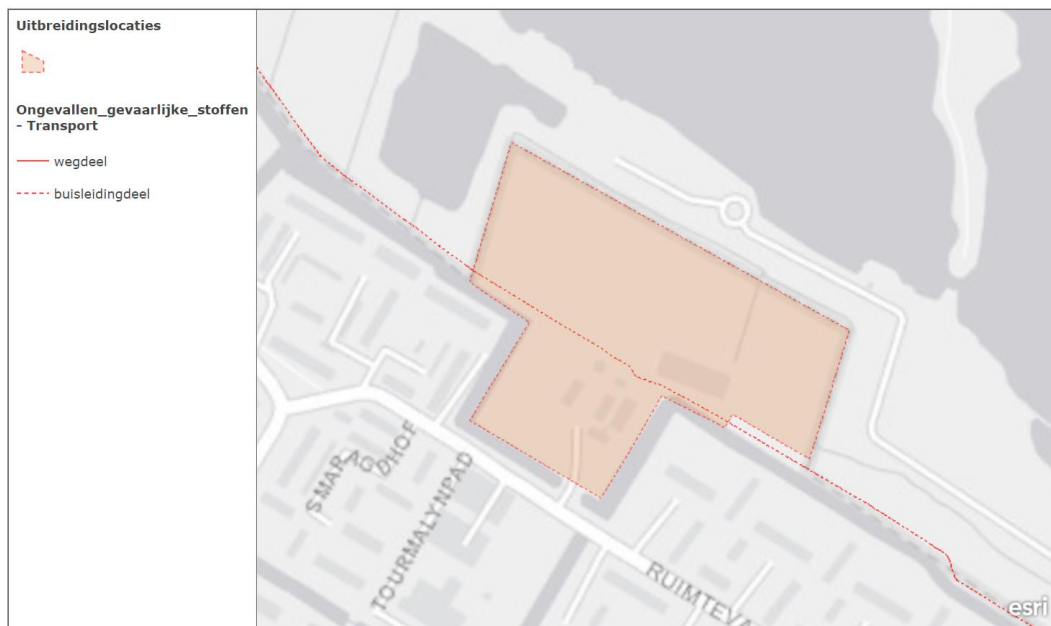 Uitbreidingslocaties
Ongevallen_gevaarlijke_stoffen
- Transport
wegdeel
buisleidingdeel
SMARAGDHOF
TOURMALYNPAD
RUIMTEVA
esri